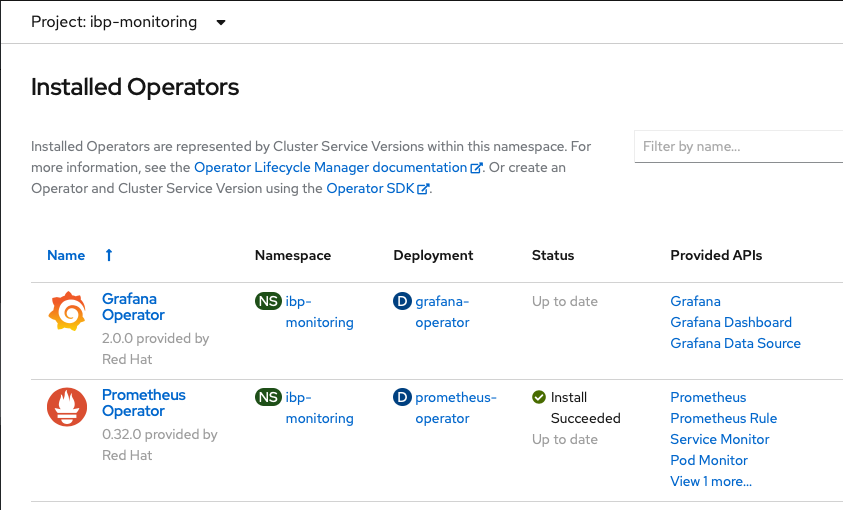 Project: ibp-monitoring
Installed Operators
Installed Operators are represented by Cluster Service Versions within this namespace. For
more information, see the Operator Lifecycle Manager documentation. Or create an
Operator and Cluster Service Version using the Operator SDK.
Filter by name...
Name Namespace Deployment Status Provided APIs
Grafana
Operator
2.0.0 provided by
Red Hat
NS ibp-
monitoring
D grafana-
operator
Up to date
Grafana
Grafana Dashboard
Grafana Data Source
Prometheus
Operator
0.32.0 provided by
Red Hat
NS ibp-
monitoring
D prometheus-
operator
Install
Succeeded
Up to date
Prometheus
Prometheus Rule
Service Monitor
Pod Monitor
View 1 more...